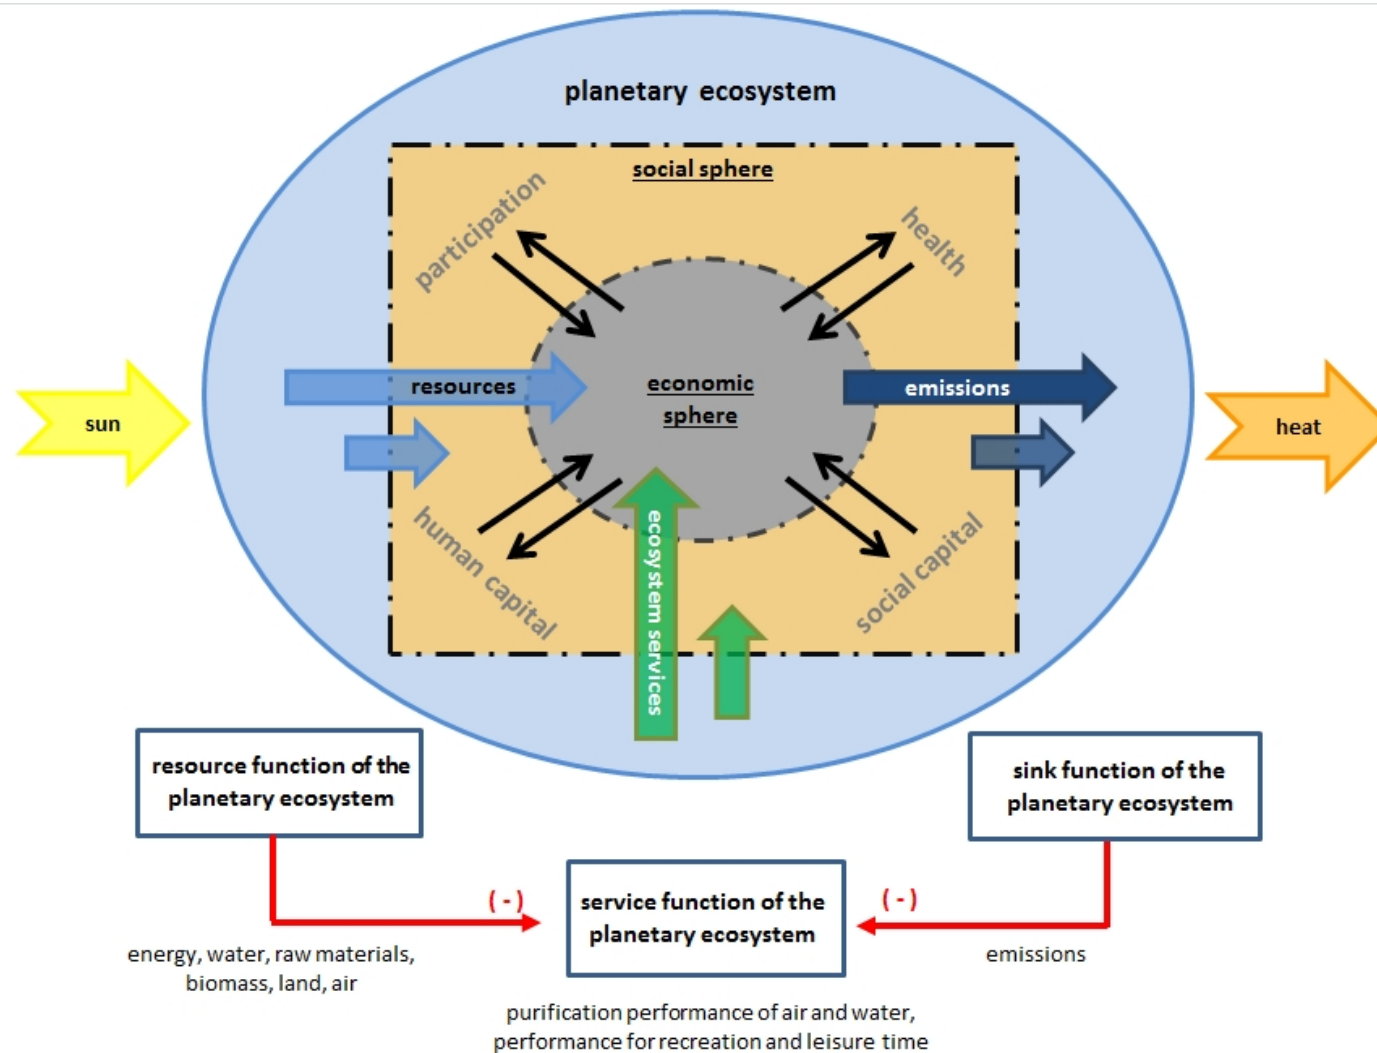 planetary ecosystem
social sphere
participation
health
resources
economic
sphere
emissions
sun
heat
human capital
ecosystem services
social capital
resource function of the
planetary ecosystem
sink function of the
planetary ecosystem
( - )
( - )
service function of the
planetary ecosystem
energy, water, raw materials,
biomass, land, air
emissions
purification performance of air and water,
performance for recreation and leisure time